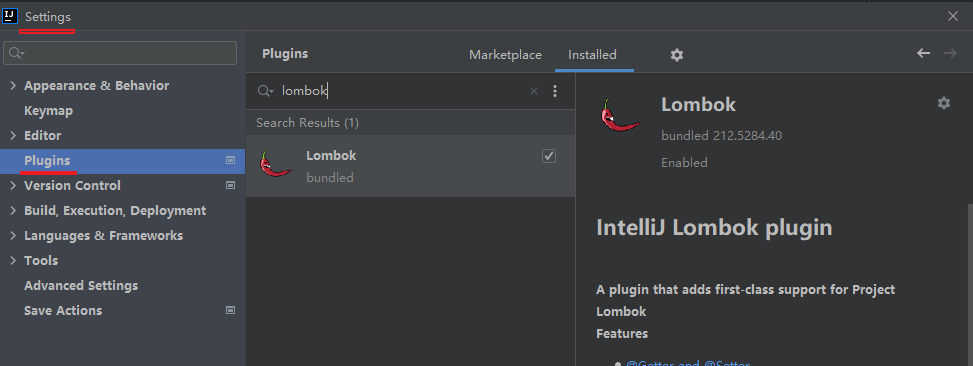 Settings
Plugins
Marketplace
Installed
Appearance & Behavior
Keymap
Editor
Plugins
Version Control
Build, Execution, Deployment
Languages & Frameworks
Tools
Advanced Settings
Save Actions
lombok
Search Results (1)
Lombok
bundled
Lombok
bundled 212.5284.40
Enabled
IntelliJ Lombok plugin
A plugin that adds first-class support for Project
Lombok
Features
@Getter and @Setter